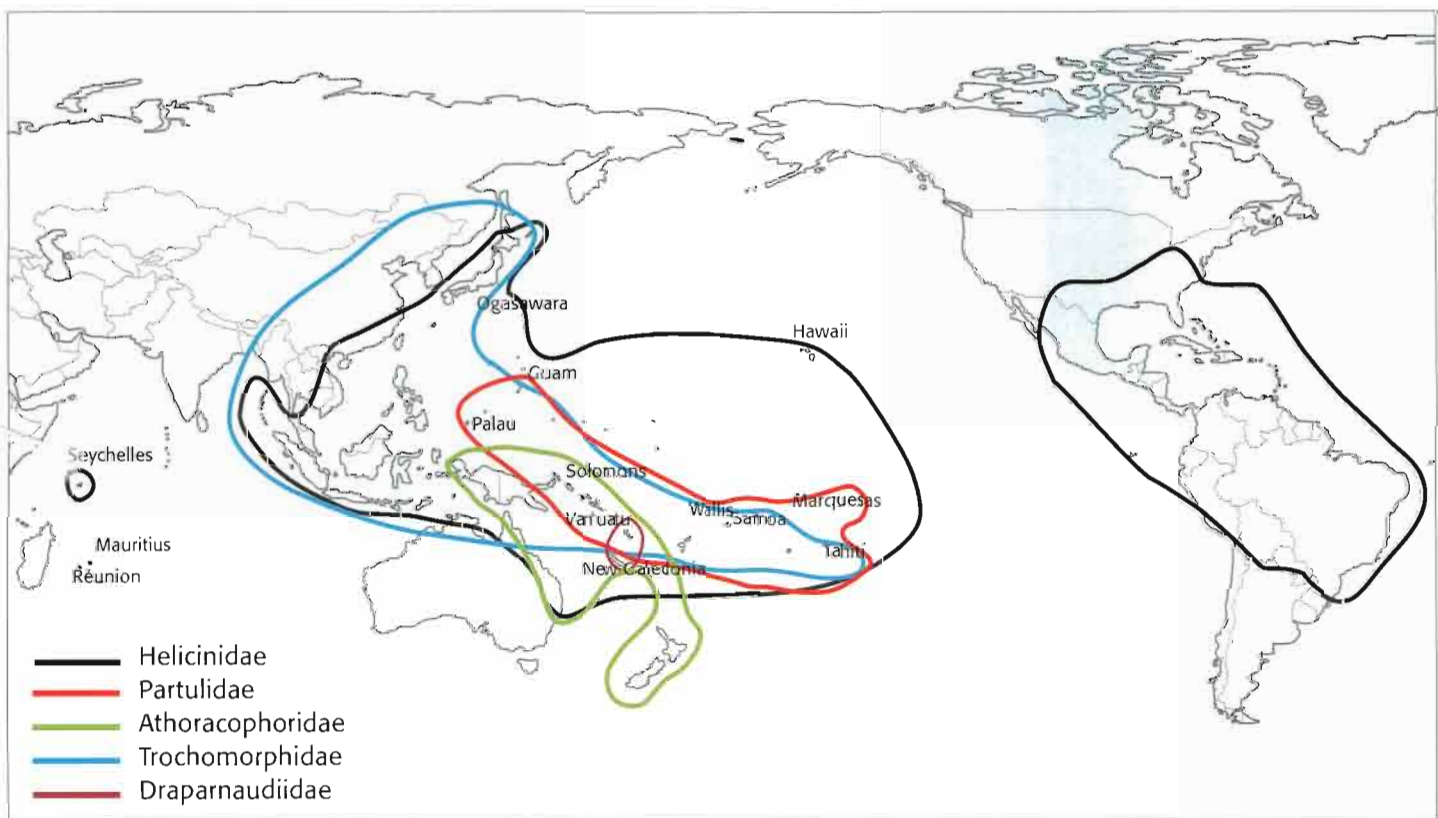 Ogasawara
Hawaii
Guam
Palau
Seychelles
Solomons
Marquesas
Wallis
Samoa
Vanuatu
Mauritius
Tahiti
New Caledonia
Réunion
Helicinidae
Partulidae
Athoracophoridae
Trochomorphidae
Draparnaudiidae